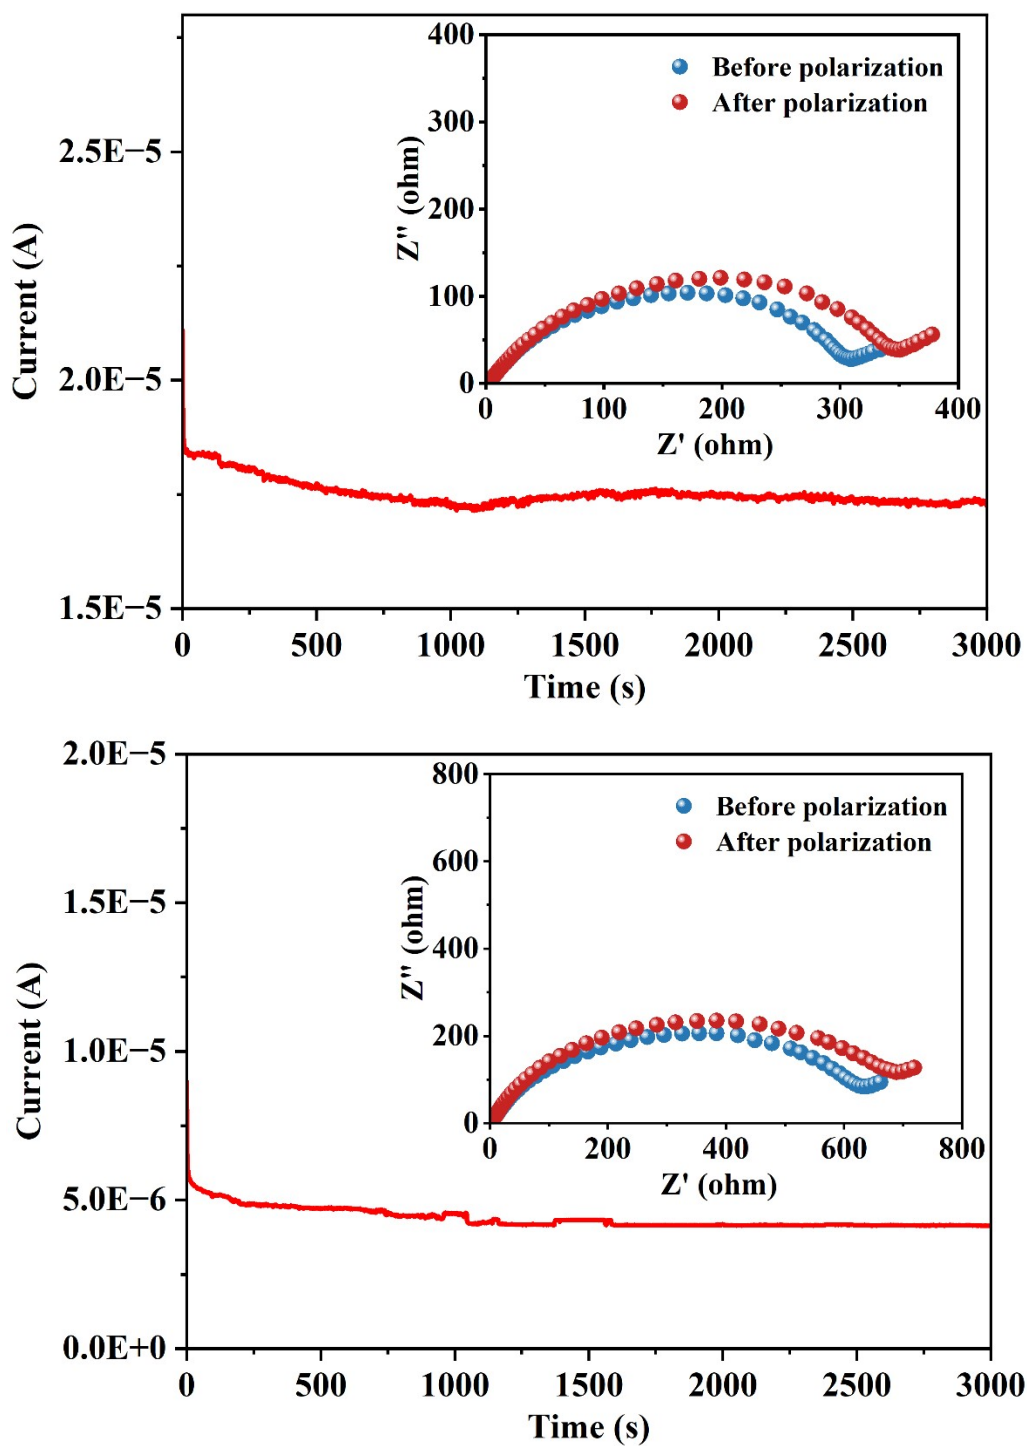 400
Before polarization
After polarization
300
2.5E−5
Z" (ohm)
200
Current (A)
100
2.0E−5
0
0 100 200 300 400
Z' (ohm)
1.5E−5
0 500 1000 1500 2000 2500 3000
Time (s)
2.0E−5
800
Before polarization
After polarization
600
1.5E−5
Z" (ohm)
400
Current (A)
1.0E−5
200
0
0 200 400 600 800
Z' (ohm)
5.0E−6
0.0E+0
0 500 1000 1500 2000 2500 3000
Time (s)